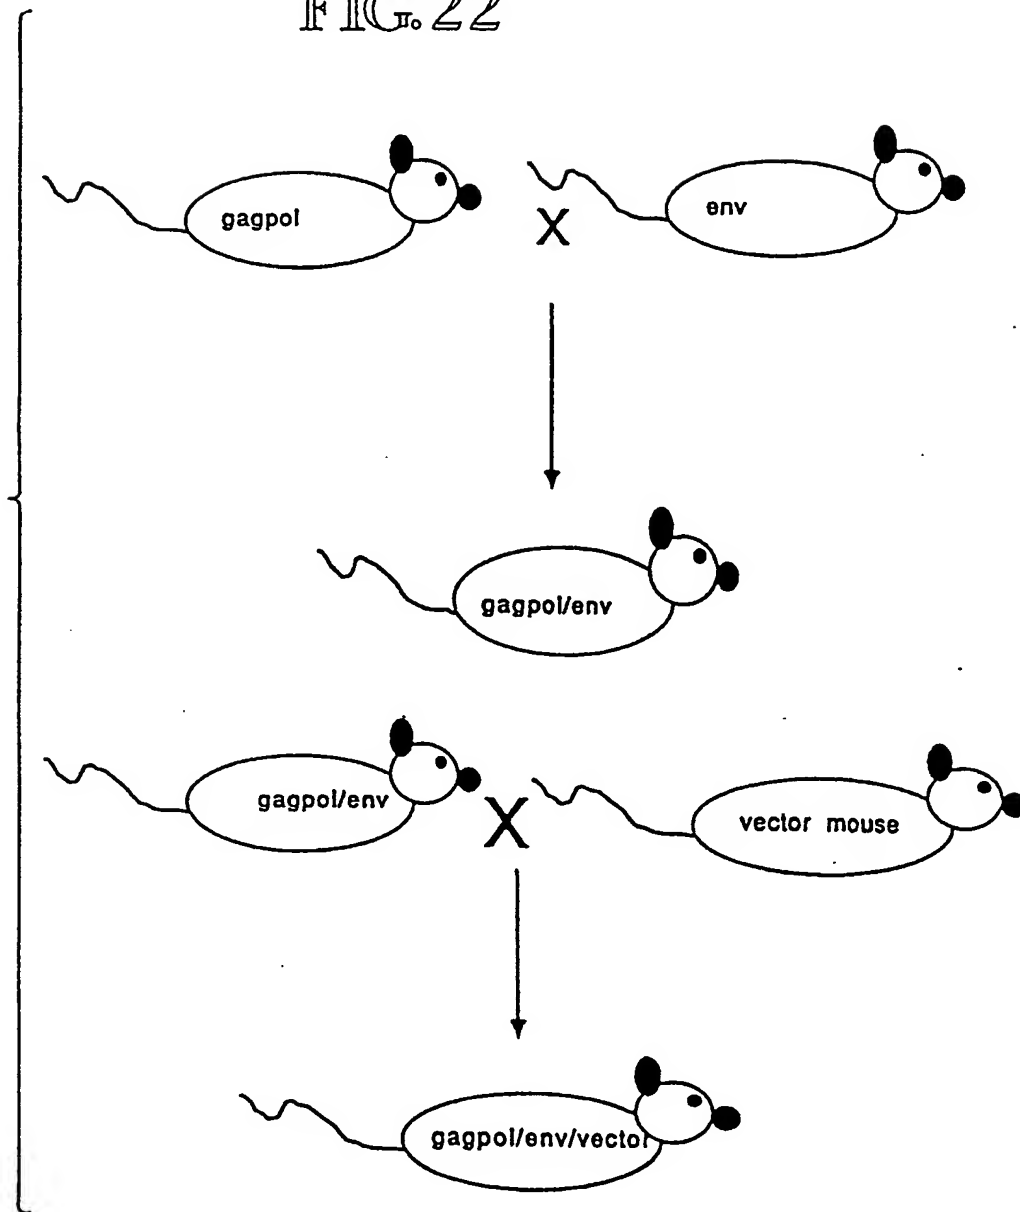 FIG. 22
gagpol
X
env
gagpol/env
gagpol/env
X
vector mouse
gagpol/env/vector